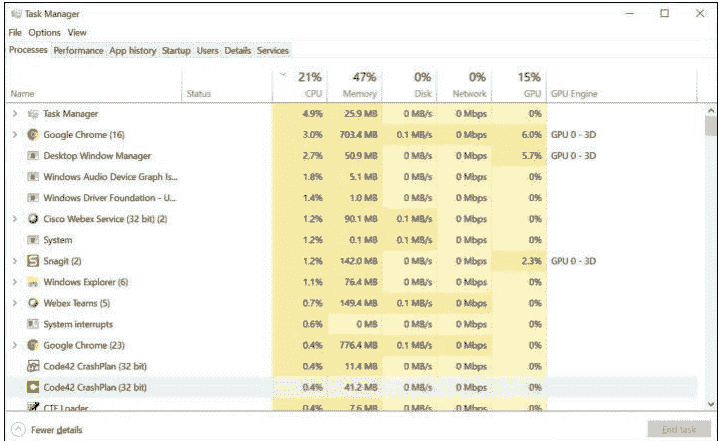 Task Manager
File Options View
Processes Performance App history Startup Users Details Services
21% 47% 0% 0% 15%
Name Status CPU Memory Disk Network GPU GPU Engine
Task Manager 4.9% 25.9 MB 0 MB/s 0 Mbps 0%
Google Chrome (16) 3.0% 703.4 MB 0.1 MB/s 0 Mbps 6.0% GPU 0 - 3D
Desktop Window Manager 2.7% 50.9 MB 0 MB/s 0 Mbps 5.7% GPU 0 - 3D
Windows Audio Device Graph Is... 1.8% 5.1 MB 0 MB/s 0 Mbps 0%
Windows Driver Foundation - U... 1.4% 1.0 MB 0 MB/s 0 Mbps 0%
Cisco Webex Service (32 bit) (2) 1.2% 90.1 MB 0.1 MB/s 0 Mbps 0%
System 1.2% 0.1 MB 0.1 MB/s 0 Mbps 0%
Snagit (2) 1.2% 142.0 MB 0 MB/s 0 Mbps 2.3% GPU 0 - 3D
Windows Explorer (6) 1.1% 76.4 MB 0 MB/s 0 Mbps 0%
Webex Teams (5) 0.7% 149.4 MB 0.1 MB/s 0 Mbps 0%
System interrupts 0.6% 0 MB 0 MB/s 0 Mbps 0%
Google Chrome (23) 0.4% 776.4 MB 0.1 MB/s 0 Mbps 0%
Code42 CrashPlan (32 bit) 0.4% 11.4 MB 0 MB/s 0 Mbps 0%
Code42 CrashPlan (32 bit) 0.4% 41.2 MB 0 MB/s 0 Mbps 0%
CTF Loader 0.4% 7.6 MB 0 MB/s 0 Mbps 0%
Fewer details End task